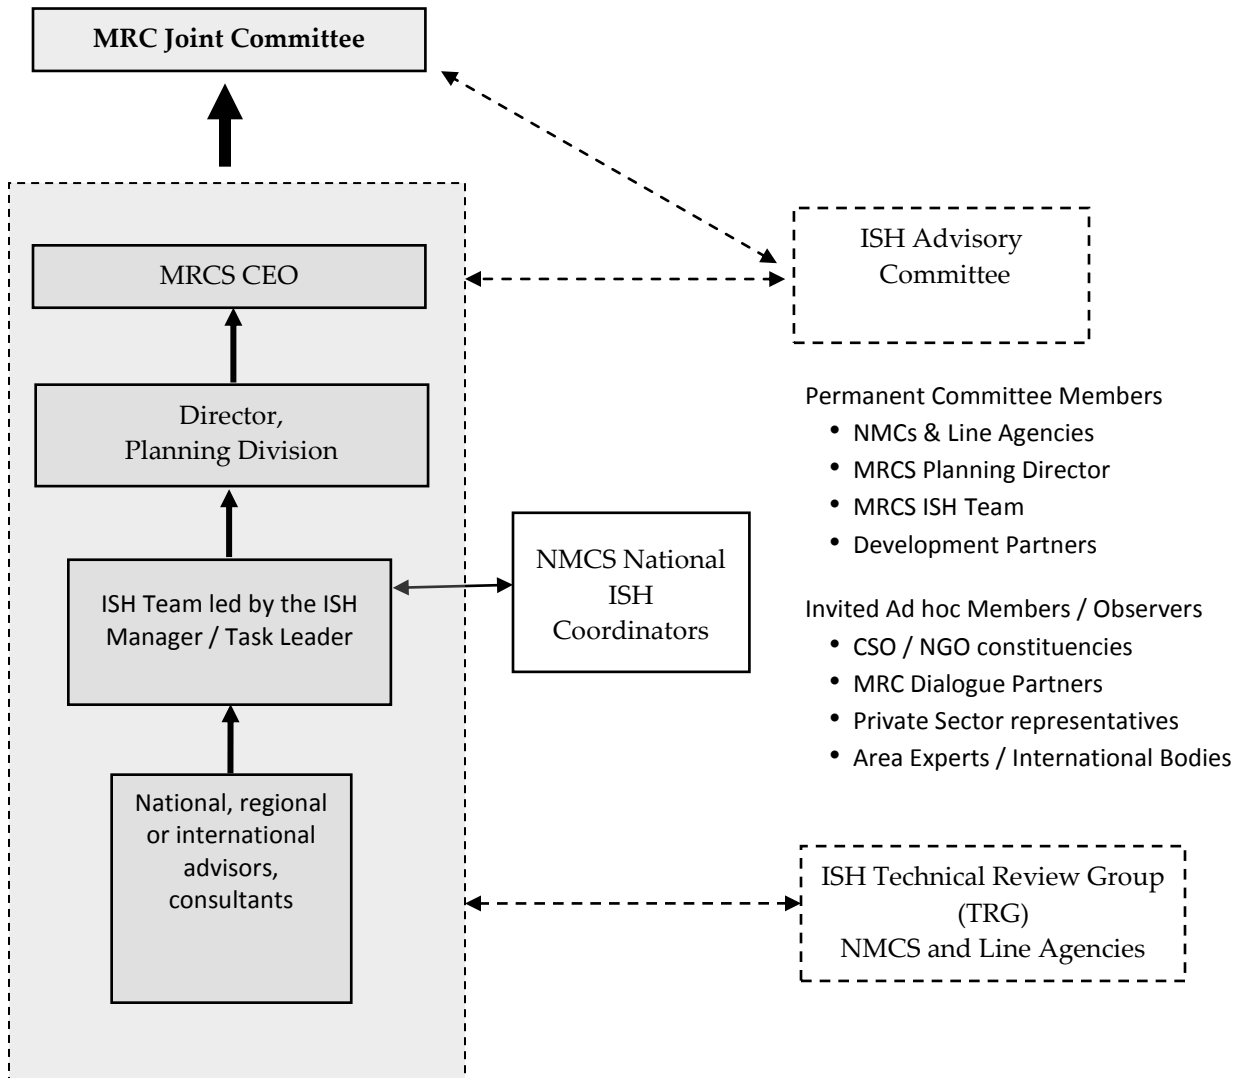 MRC Joint Committee
MRCS CEO
Director,
Planning Division
ISH Team led by the ISH
Manager / Task Leader
National, regional
or international
advisors,
consultants
NMCS National
ISH
Coordinators
ISH Advisory
Committee
Permanent Committee Members
• NMCs & Line Agencies
• MRCS Planning Director
• MRCS ISH Team
• Development Partners
Invited Ad hoc Members / Observers
• CSO / NGO constituencies
• MRC Dialogue Partners
• Private Sector representatives
• Area Experts / International Bodies
ISH Technical Review Group
(TRG)
NMCS and Line Agencies